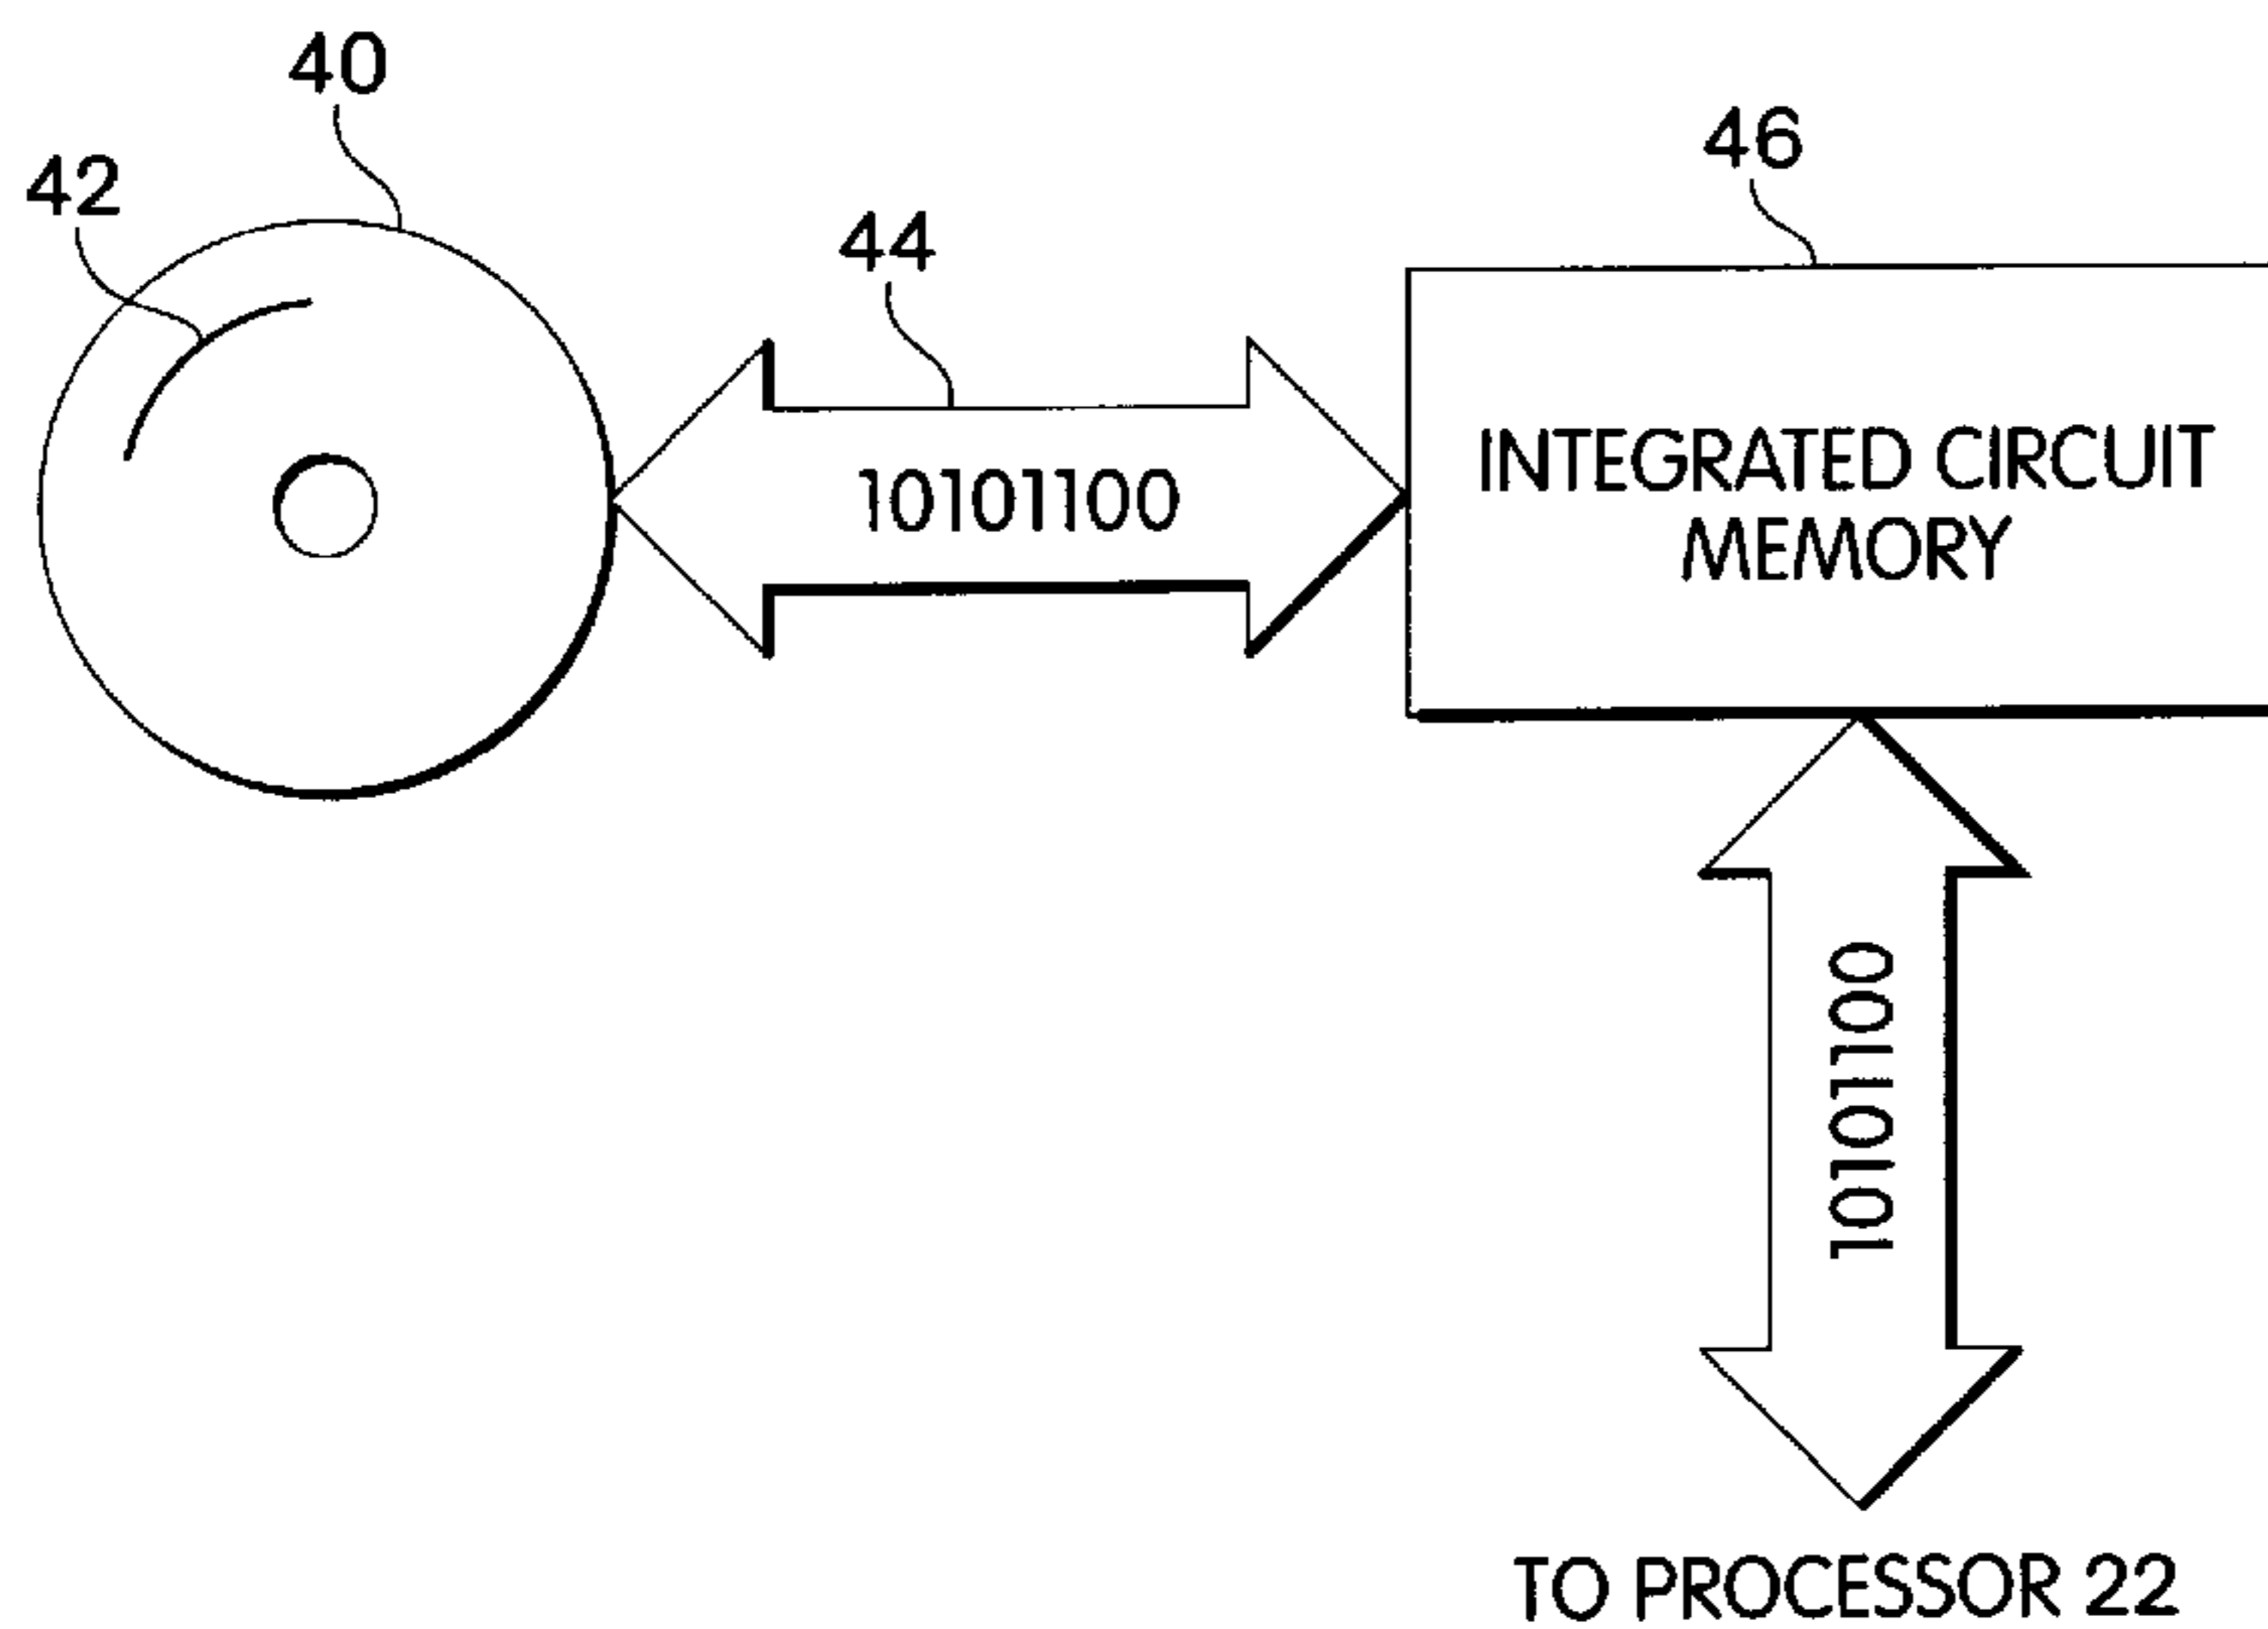 40
42
46
44
10101100
INTEGRATED CIRCUIT
MEMORY
10101100
TO PROCESSOR 22